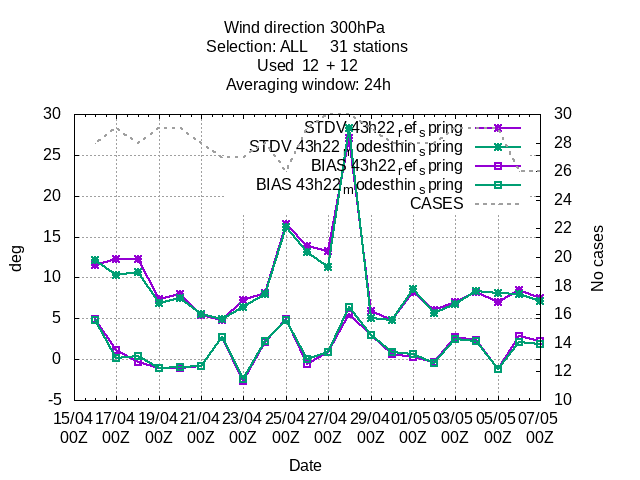 Wind direction 300hPa
Selection: ALL 31 stations
Used 12 + 12
Averaging window: 24h
30 30
STDV 43h22_ref_spring
28
STDV 43h22_modesthin_spring
25
BIAS 43h22_ref_spring
26
BIAS 43h22_modesthin_spring
20 24
CASES
22
15 20
10 18
5 16
0 14
12
-5 10
deg
No cases
15/04 17/04 19/04 21/04 23/04 25/04 27/04 29/04 01/05 03/05 05/05 07/05
00Z 00Z 00Z 00Z 00Z 00Z 00Z 00Z 00Z 00Z 00Z 00Z
Date